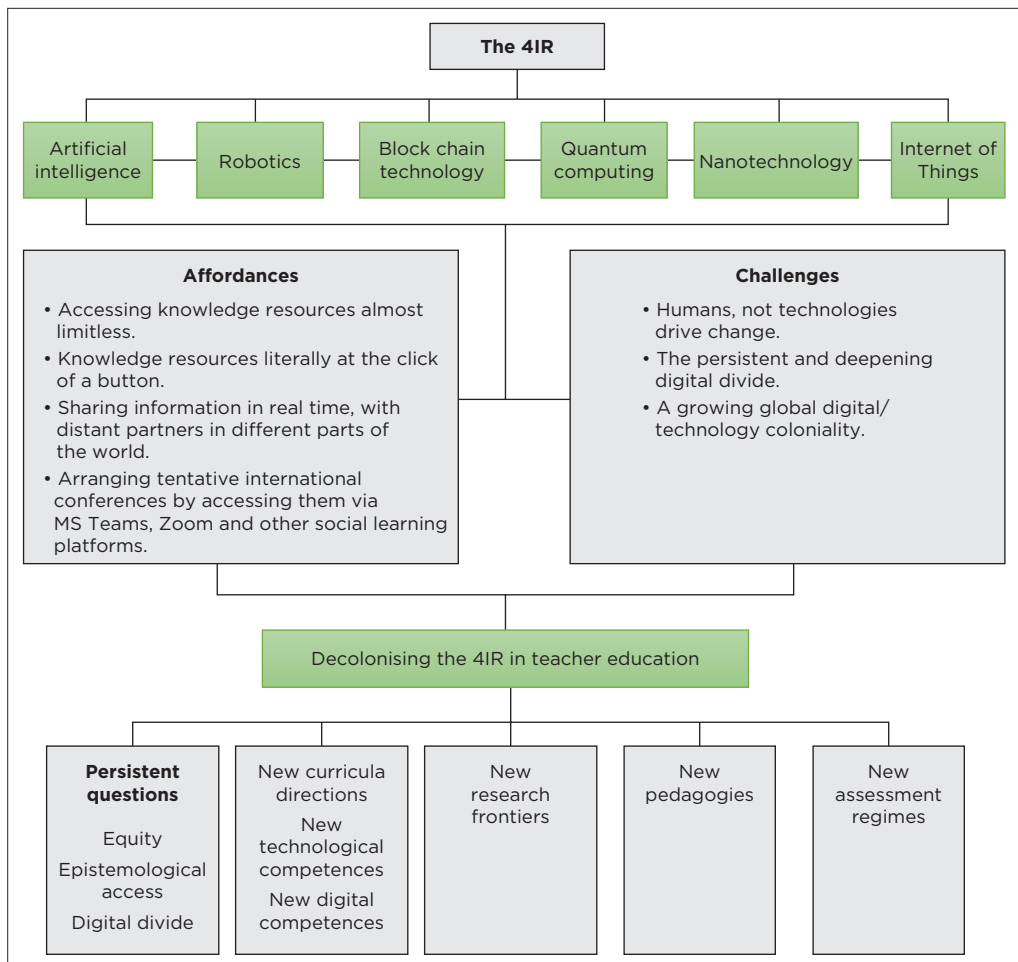 The 4IR
Artificial
intelligence
Robotics
Block chain
technology
Quantum
computing
Nanotechnology
Internet of
Things
Affordances
• Accessing knowledge resources almost
limitless.
• Knowledge resources literally at the click
of a button.
• Sharing information in real time, with
distant partners in different parts of
the world.
• Arranging tentative international
conferences by accessing them via
MS Teams, Zoom and other social learning
platforms.
Challenges
• Humans, not technologies
drive change.
• The persistent and deepening
digital divide.
• A growing global digital/
technology coloniality.
Decolonising the 4IR in teacher education
Persistent
questions
Equity
Epistemological
access
Digital divide
New curricula
directions
New
technological
competences
New digital
competences
New
research
frontiers
New
pedagogies
New
assessment
regimes